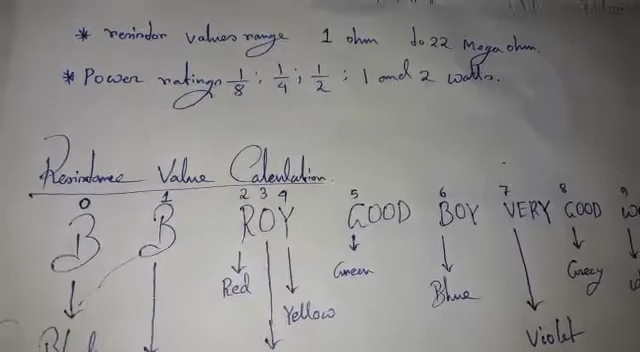 * resistor values range 1 ohm to 22 Mega ohm.
* Power ratings 1/8 ; 1/4 ; 1/2 ; 1 and 2 watts.
Resistance Value Calculation.
0 1 2 3 4 5 6 7 8 9
B B ROY GOOD BOY VERY GOOD
Red Yellow Green Blue Violet Grey